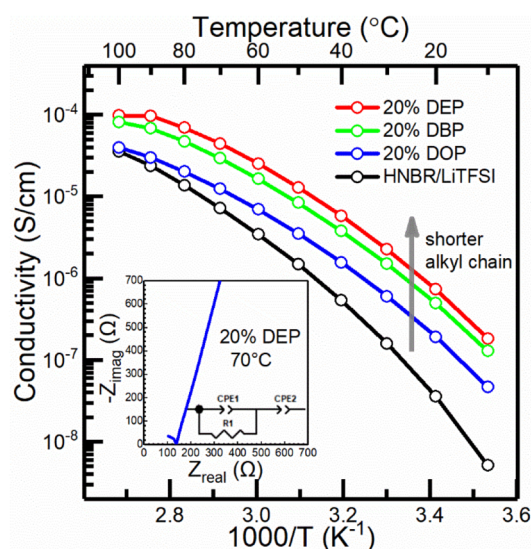 Temperature (°C)
100 80 60 40 20
10⁻⁴
10⁻⁵
10⁻⁶
10⁻⁷
10⁻⁸
Conductivity (S/cm)
20% DEP
20% DBP
20% DOP
HNBR/LiTFSI
shorter
alkyl chain
700
600
500
400
300
200
100
0
-Z_imag (Ω)
20% DEP
70°C
CPE1 CPE2
R1
0 100 200 300 400 500 600 700
Z_real (Ω)
2.8 3.0 3.2 3.4 3.6
1000/T (K⁻¹)